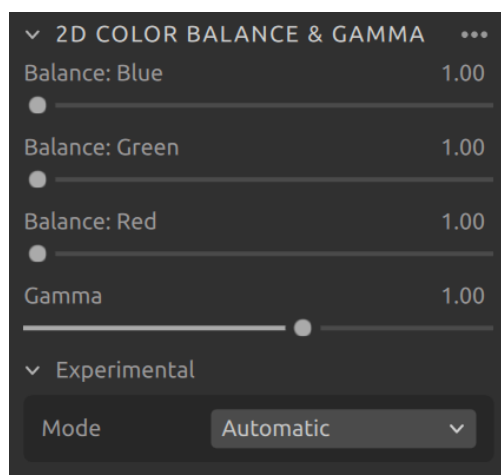 2D COLOR BALANCE & GAMMA
Balance: Blue 1.00
Balance: Green 1.00
Balance: Red 1.00
Gamma 1.00
Experimental
Mode Automatic